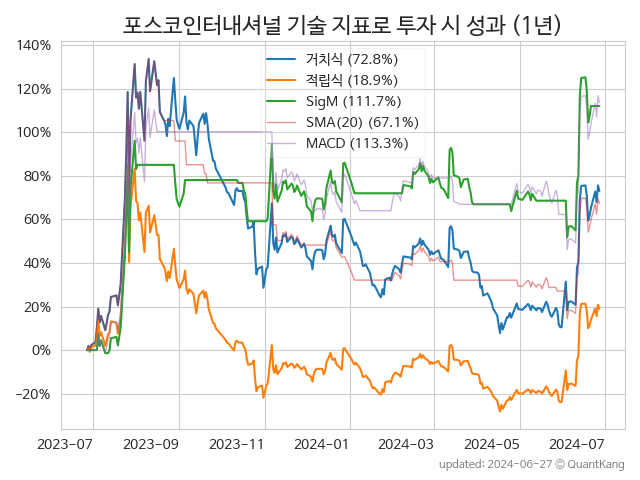 포스코인터내셔널 기술 지표로 투자 시 성과 (1년)
140%
120%
100%
80%
60%
40%
20%
0%
−20%
거치식 (72.8%)
적립식 (18.9%)
SigM (111.7%)
SMA(20) (67.1%)
MACD (113.3%)
2023-07
2023-09
2023-11
2024-01
2024-03
2024-05
2024-07
updated: 2024-06-27 © QuantKang